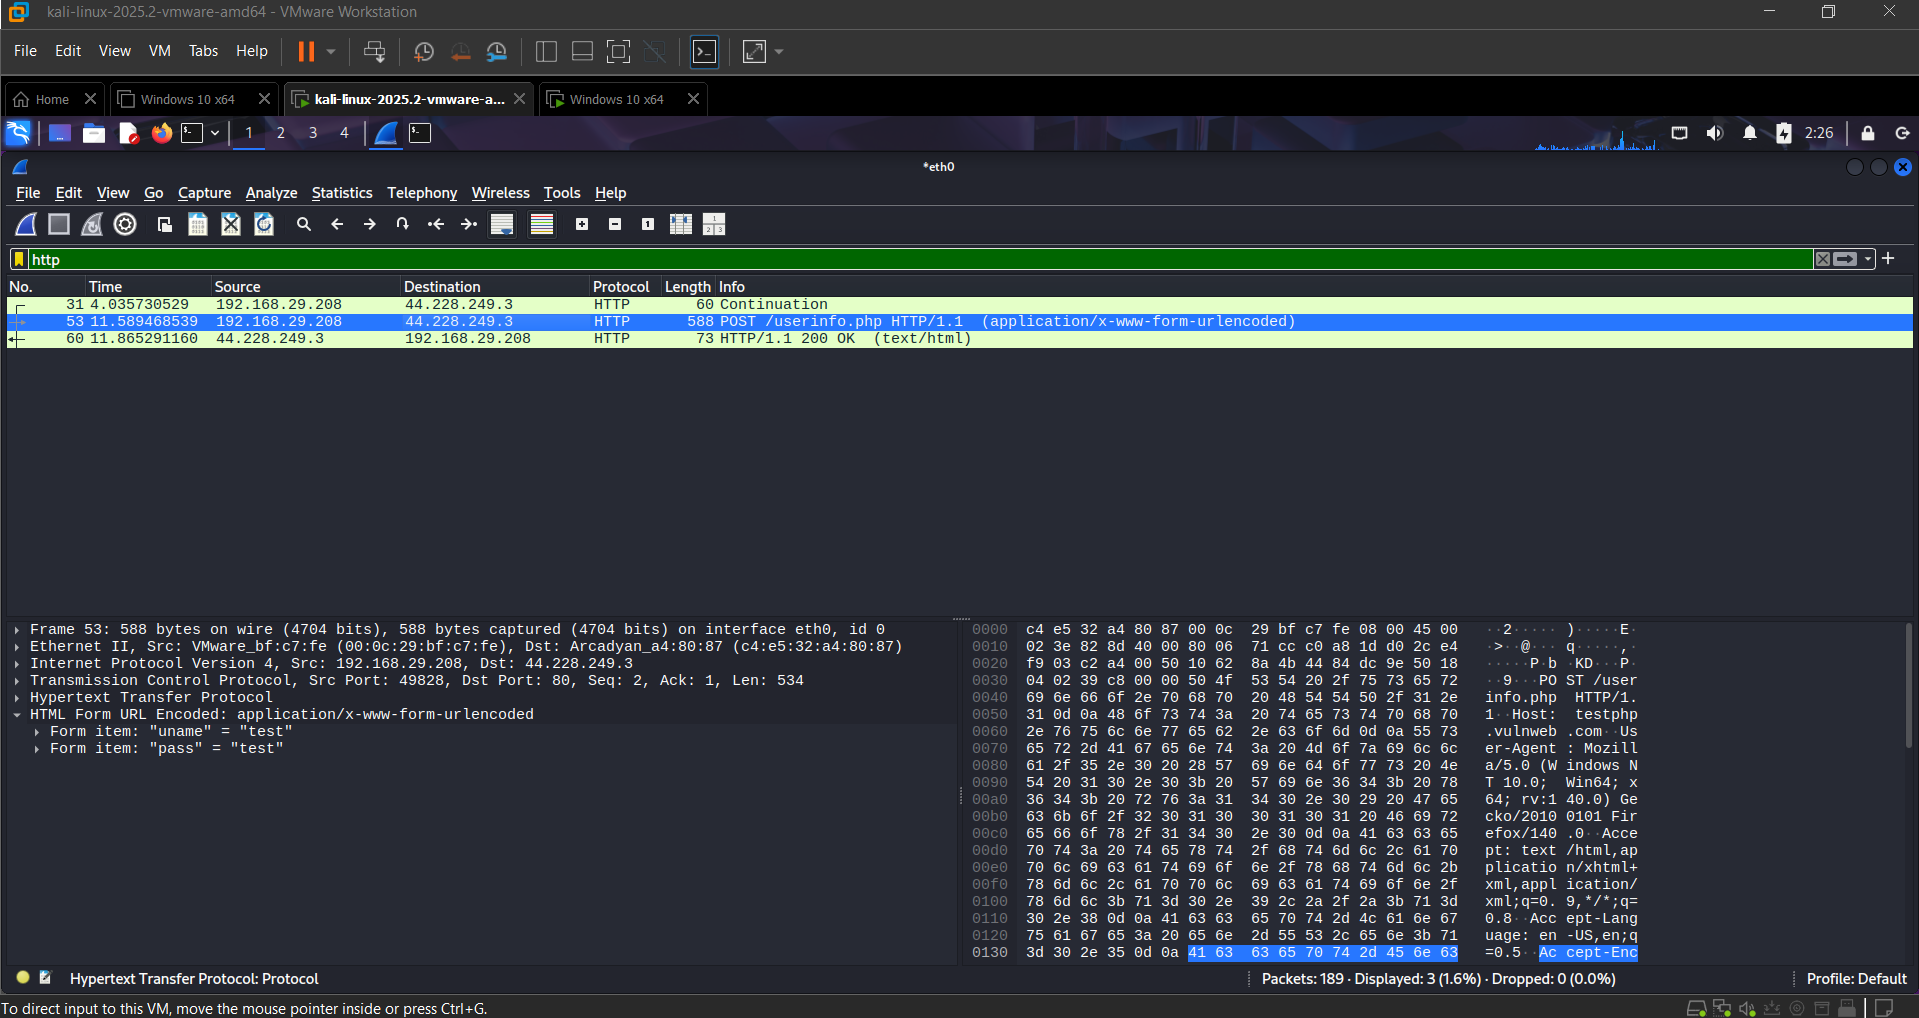 kali-linux-2025.2-vmware-amd64 - VMware Workstation
File Edit View VM Tabs Help
Home
Windows 10 x64
kali-linux-2025.2-vmware-a...
Windows 10 x64
1 2 3 4
2:26
*eth0
File Edit View Go Capture Analyze Statistics Telephony Wireless Tools Help
http
No. Time Source Destination Protocol Length Info
31 4.035730529 192.168.29.208 44.228.249.3 HTTP 60 Continuation
53 11.589468539 192.168.29.208 44.228.249.3 HTTP 588 POST /userinfo.php HTTP/1.1  (application/x-www-form-urlencoded)
60 11.865291160 44.228.249.3 192.168.29.208 HTTP 73 HTTP/1.1 200 OK  (text/html)
Frame 53: 588 bytes on wire (4704 bits), 588 bytes captured (4704 bits) on interface eth0, id 0
Ethernet II, Src: VMware_bf:c7:fe (00:0c:29:bf:c7:fe), Dst: Arcadyan_a4:80:87 (c4:e5:32:a4:80:87)
Internet Protocol Version 4, Src: 192.168.29.208, Dst: 44.228.249.3
Transmission Control Protocol, Src Port: 49828, Dst Port: 80, Seq: 2, Ack: 1, Len: 534
Hypertext Transfer Protocol
HTML Form URL Encoded: application/x-www-form-urlencoded
Form item: "uname" = "test"
Form item: "pass" = "test"
0000 c4 e5 32 a4 80 87 00 0c 29 bf c7 fe 08 00 45 00 ··2····· )·····E·
0010 02 3e 82 8d 40 00 80 06 71 cc c0 a8 1d d0 2c e4 ·>··@··· q·····,·
0020 f9 03 c2 a4 00 50 10 62 8a 4b 44 84 dc 9e 50 18 ·····P·b ·KD···P·
0030 04 02 39 c8 00 00 50 4f 53 54 20 2f 75 73 65 72 ··9···PO ST /user
0040 69 6e 66 6f 2e 70 68 70 20 48 54 54 50 2f 31 2e info.php  HTTP/1.
0050 31 0d 0a 48 6f 73 74 3a 20 74 65 73 74 70 68 70 1··Host:  testphp
0060 2e 76 75 6c 6e 77 65 62 2e 63 6f 6d 0d 0a 55 73 .vulnweb .com··Us
0070 65 72 2d 41 67 65 6e 74 3a 20 4d 6f 7a 69 6c 6c er-Agent : Mozill
0080 61 2f 35 2e 30 20 28 57 69 6e 64 6f 77 73 20 4e a/5.0 (W indows N
0090 54 20 31 30 2e 30 3b 20 57 69 6e 36 34 3b 20 78 T 10.0;  Win64; x
00a0 36 34 3b 20 72 76 3a 31 34 30 2e 30 29 20 47 65 64; rv:1 40.0) Ge
00b0 63 6b 6f 2f 32 30 31 30 30 31 30 31 20 46 69 72 cko/2010 0101 Fir
00c0 65 66 6f 78 2f 31 34 30 2e 30 0d 0a 41 63 63 65 efox/140 .0··Acce
00d0 70 74 3a 20 74 65 78 74 2f 68 74 6d 6c 2c 61 70 pt: text /html,ap
00e0 70 6c 69 63 61 74 69 6f 6e 2f 78 68 74 6d 6c 2b plicatio n/xhtml+
00f0 78 6d 6c 2c 61 70 70 6c 69 63 61 74 69 6f 6e 2f xml,appl ication/
0100 78 6d 6c 3b 71 3d 30 2e 39 2c 2a 2f 2a 3b 71 3d xml;q=0. 9,*/*;q=
0110 30 2e 38 0d 0a 41 63 63 65 70 74 2d 4c 61 6e 67 0.8··Acc ept-Lang
0120 75 61 67 65 3a 20 65 6e 2d 55 53 2c 65 6e 3b 71 uage: en -US,en;q
0130 3d 30 2e 35 0d 0a 41 63 63 65 70 74 2d 45 6e 63 =0.5··Ac cept-Enc
Hypertext Transfer Protocol: Protocol
Packets: 189 · Displayed: 3 (1.6%) · Dropped: 0 (0.0%)
Profile: Default
To direct input to this VM, move the mouse pointer inside or press Ctrl+G.